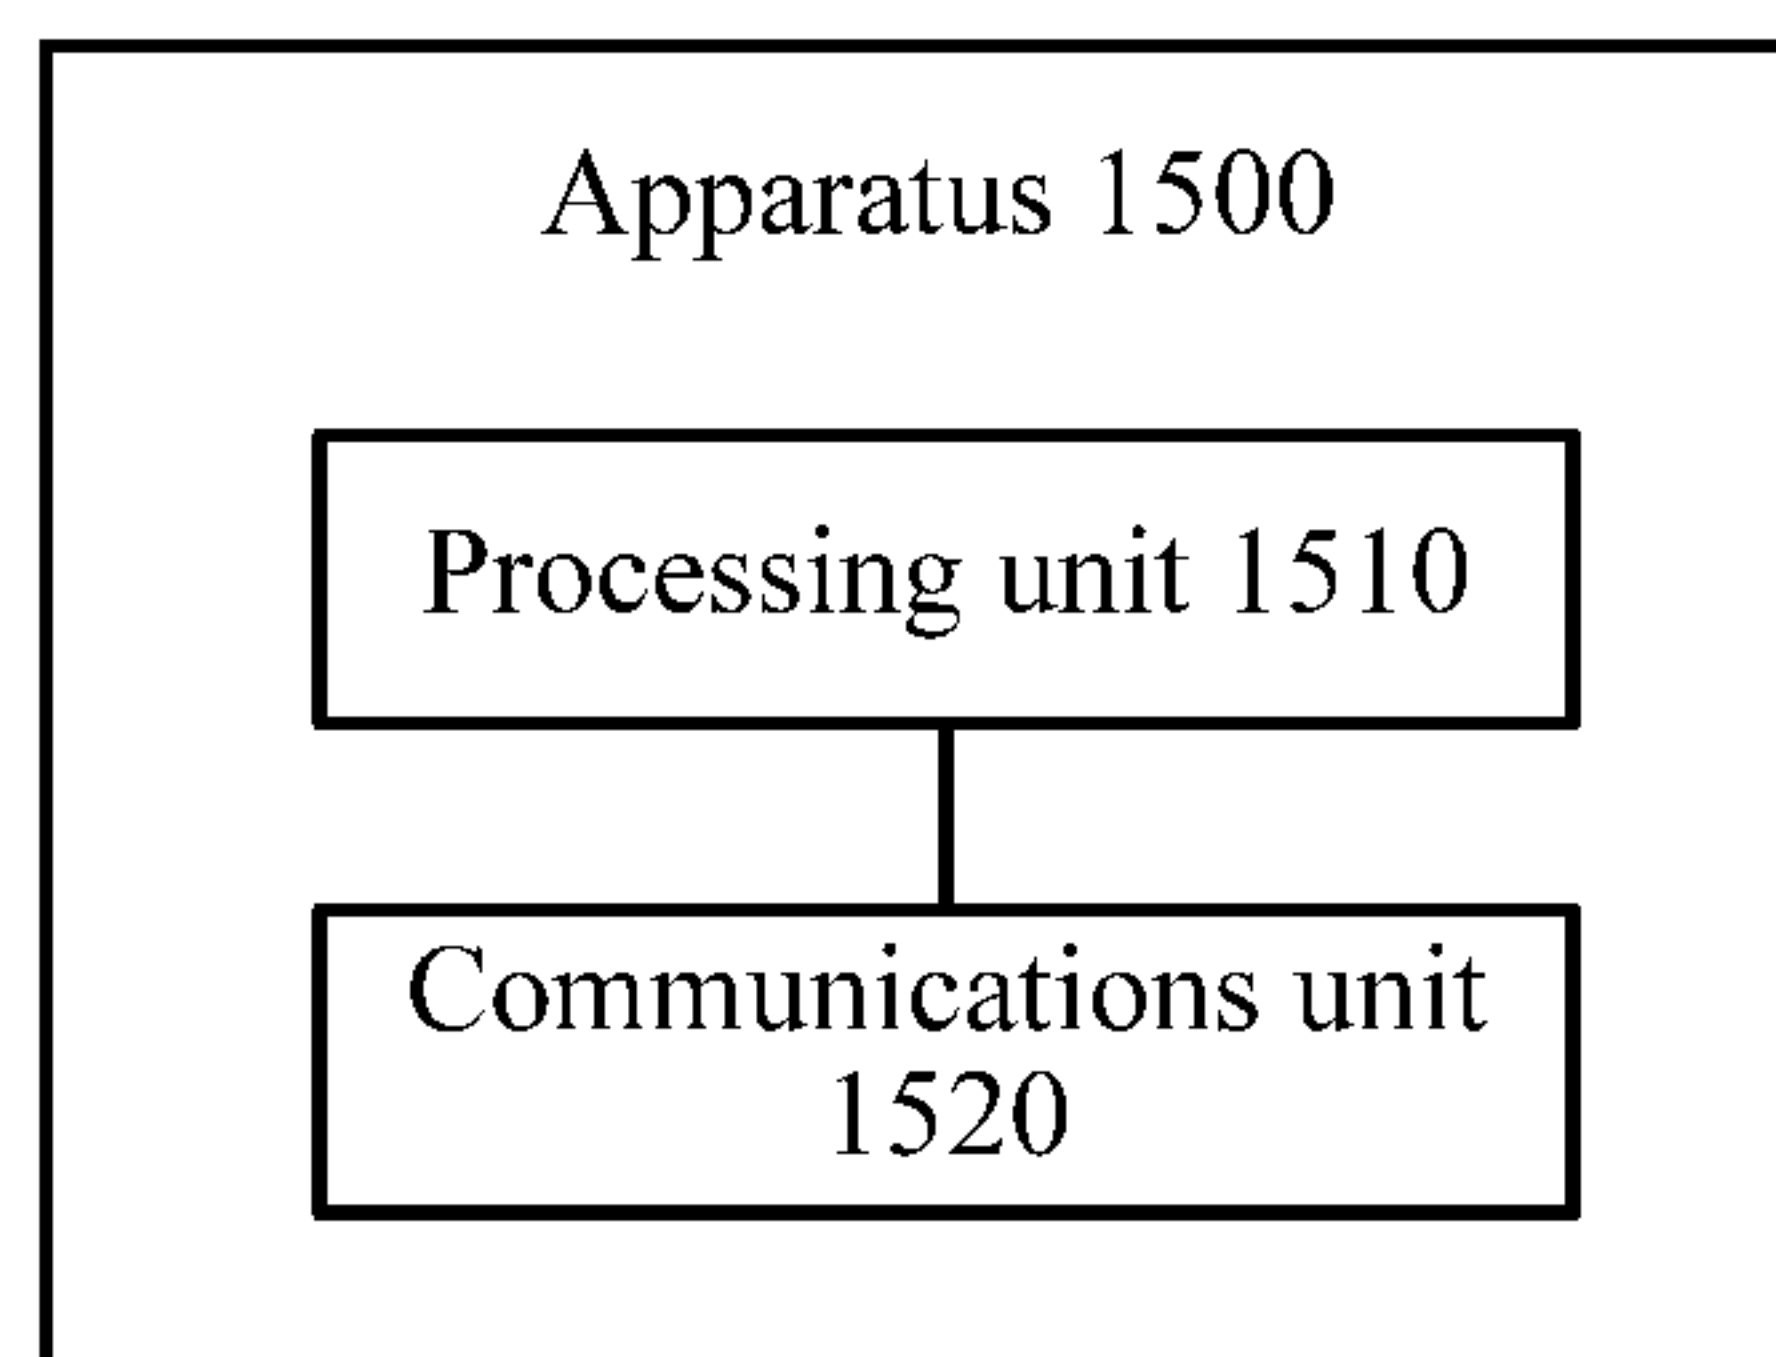 Apparatus 1500
Processing unit 1510
Communications unit
1520